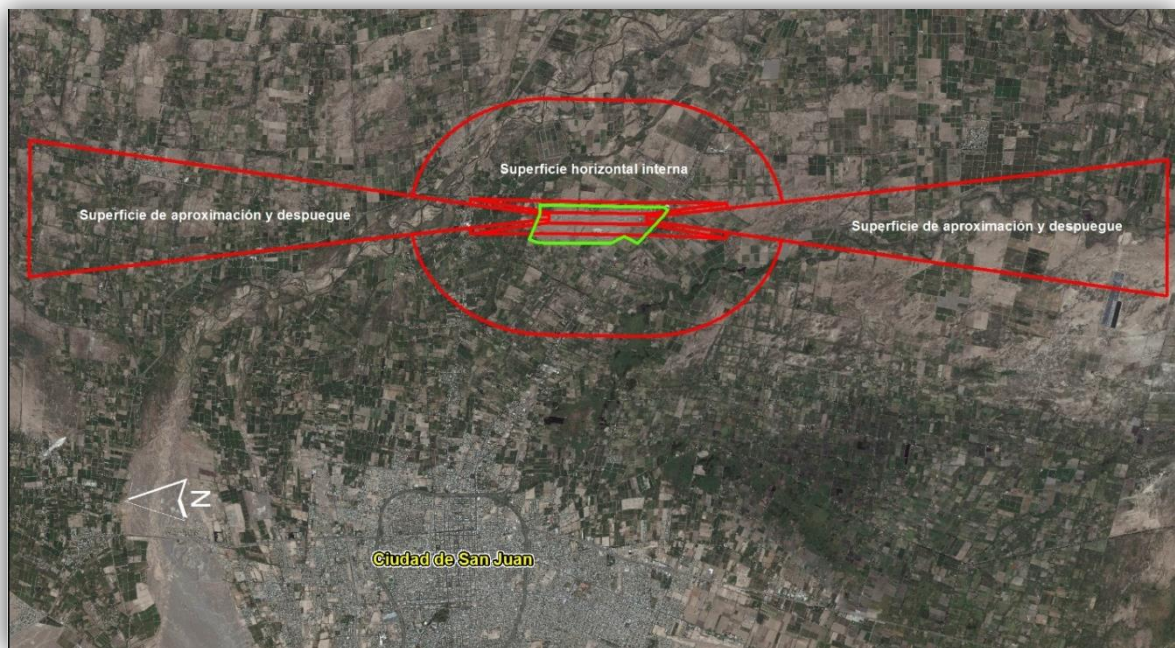 Superficie horizontal interna
Superficie de aproximación y despuegue
Superficie de aproximación y despuegue
N
Ciudad de San Juan